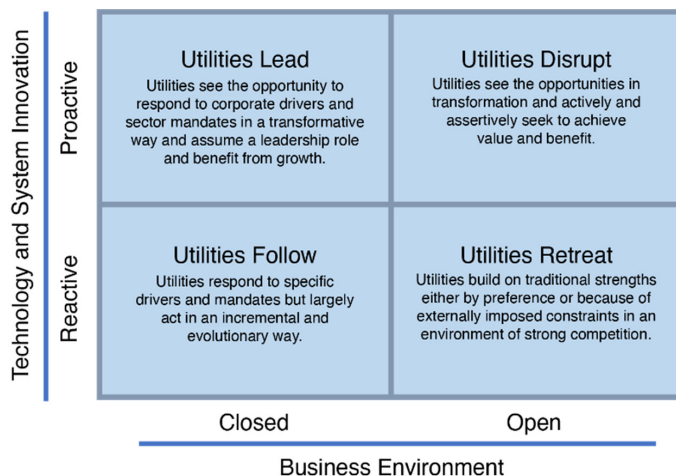 Technology and System Innovation
Proactive
Reactive
Utilities Lead
Utilities see the opportunity to
respond to corporate drivers and
sector mandates in a transformative
way and assume a leadership role
and benefit from growth.
Utilities Disrupt
Utilities see the opportunities in
transformation and actively and
assertively seek to achieve
value and benefit.
Utilities Follow
Utilities respond to specific
drivers and mandates but largely
act in an incremental and
evolutionary way.
Utilities Retreat
Utilities build on traditional strengths
either by preference or because of
externally imposed constraints in an
environment of strong competition.
Closed
Open
Business Environment